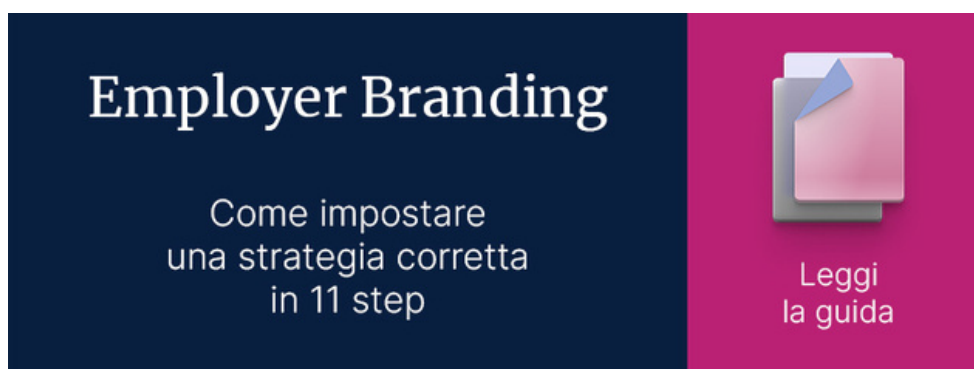 Employer Branding
Come impostare
una strategia corretta
in 11 step
Leggi
la guida